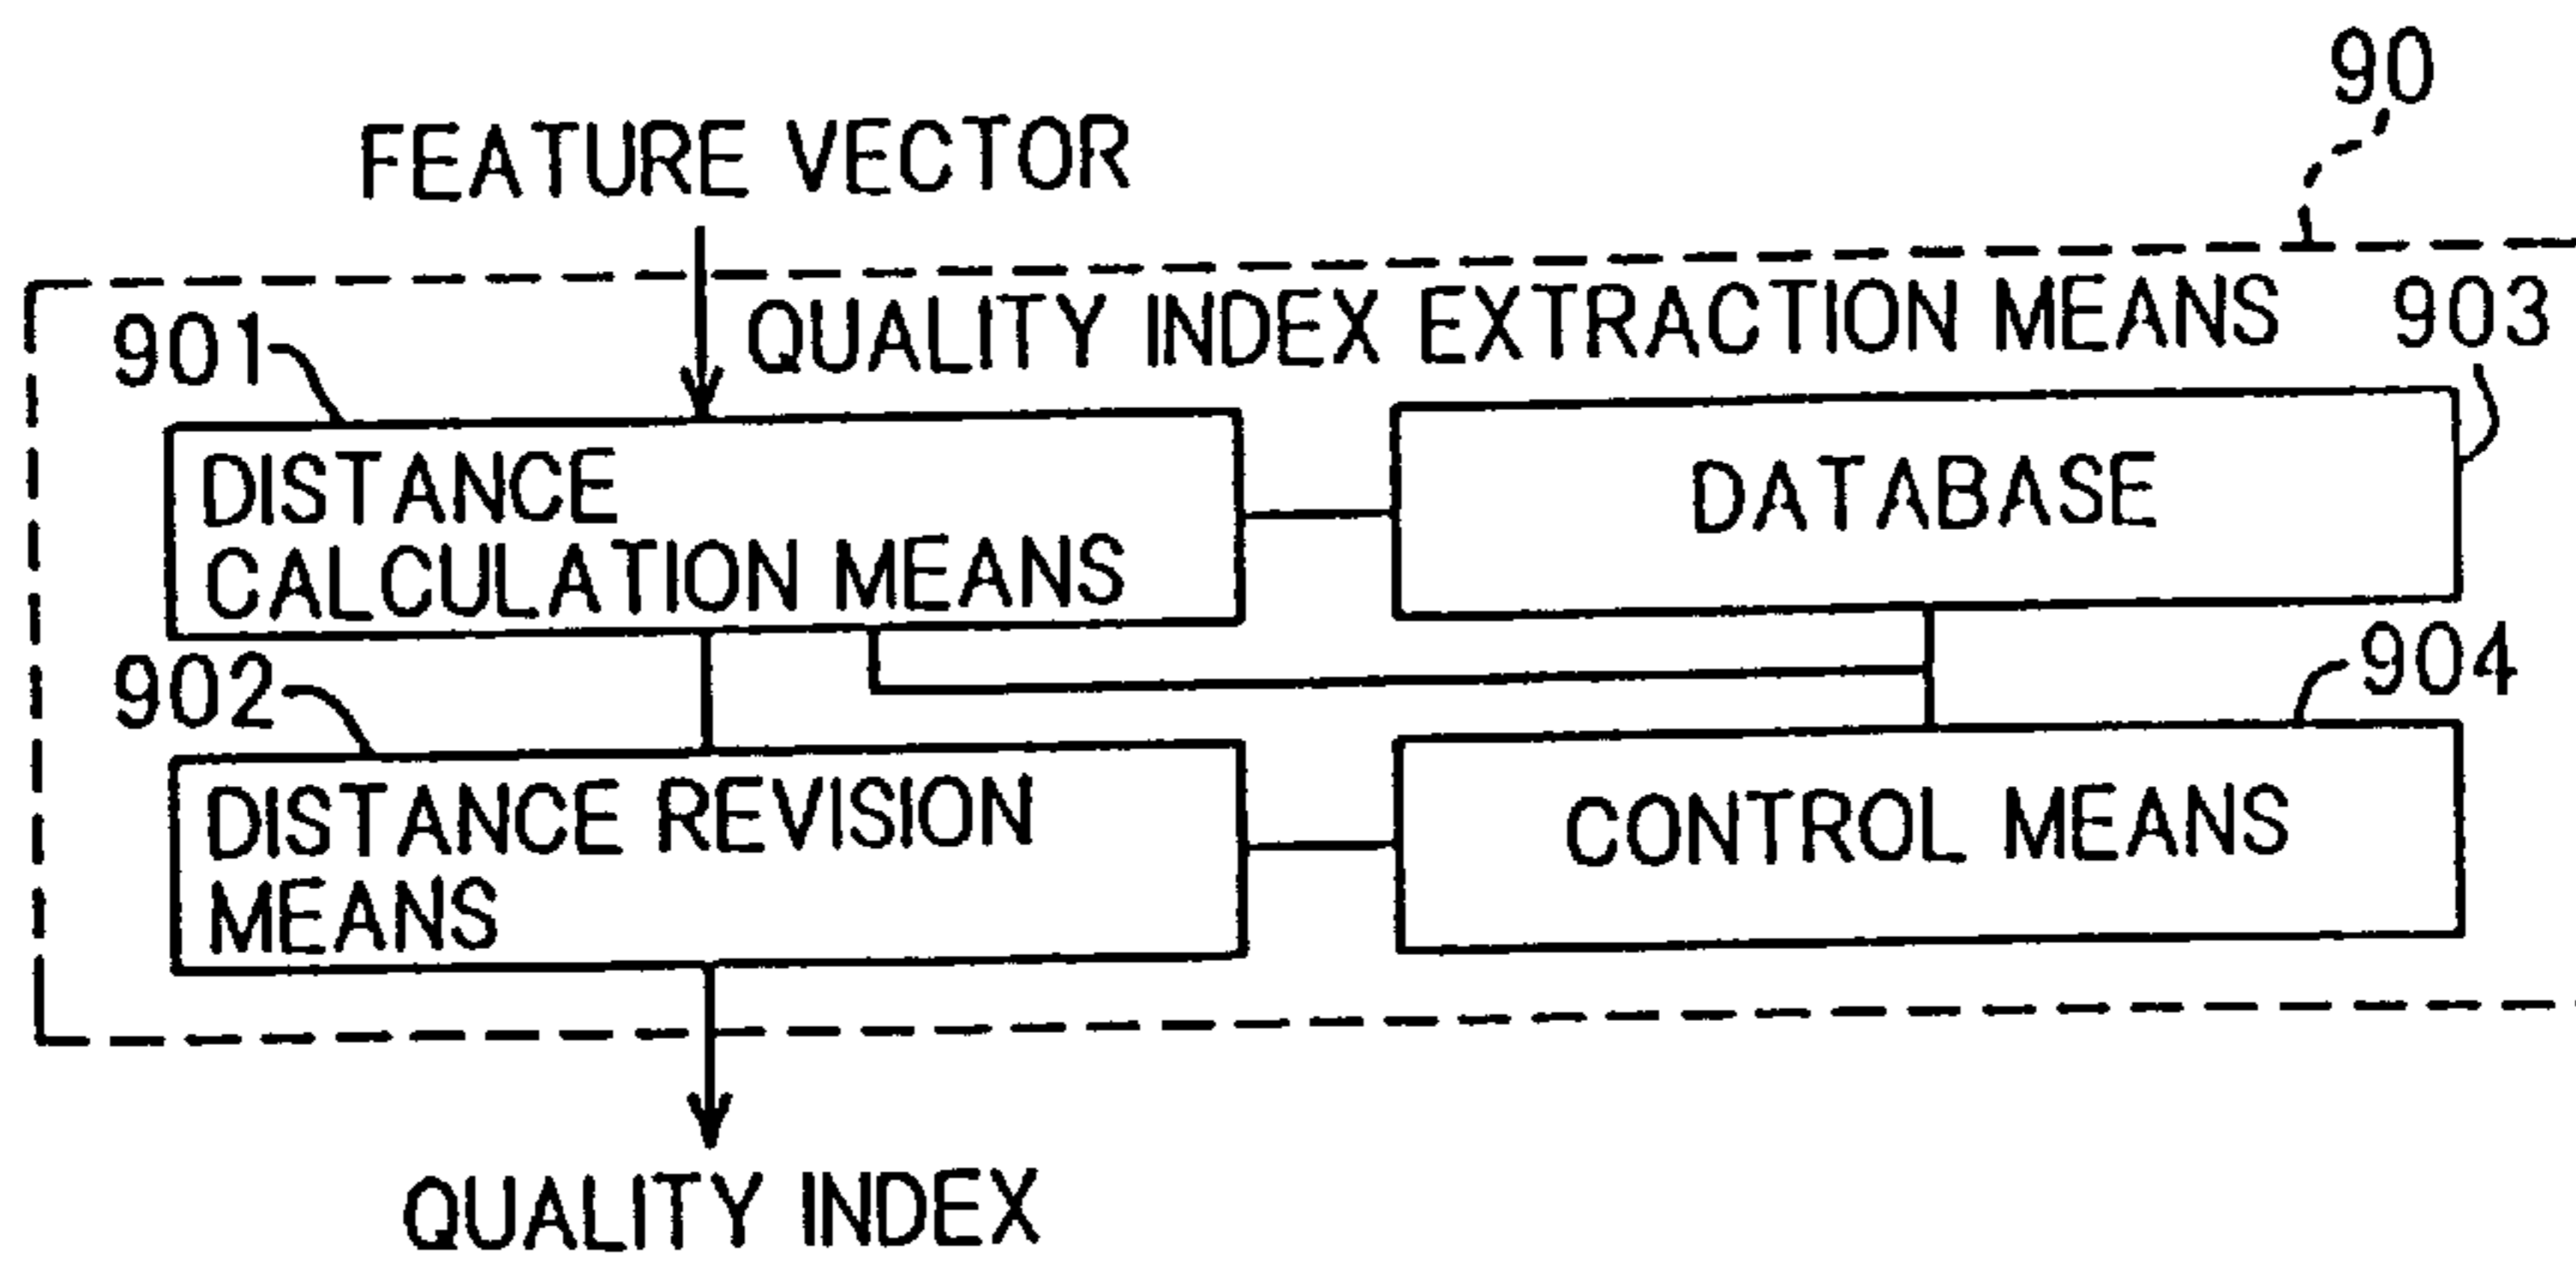 90
FEATURE VECTOR
QUALITY INDEX EXTRACTION MEANS
901
903
DISTANCE
CALCULATION MEANS
DATABASE
902
904
DISTANCE REVISION
MEANS
CONTROL MEANS
QUALITY INDEX